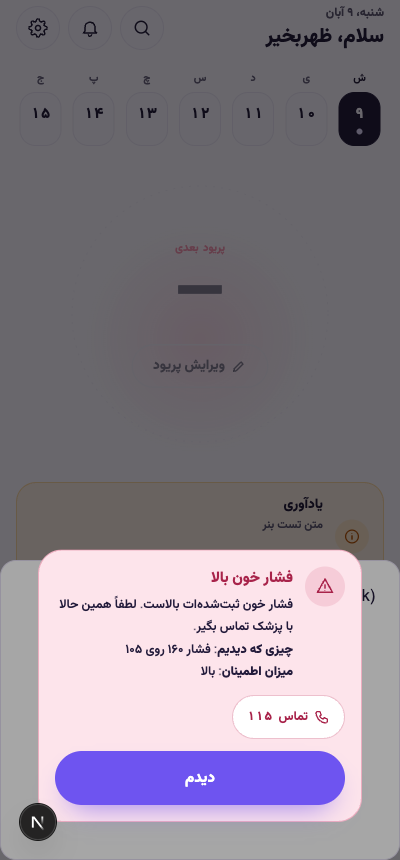 شنبه، ۹ آبان
سلام، ظهربخیر
ش ی د س چ پ ج
۹ ۱۰ ۱۱ ۱۲ ۱۳ ۱۴ ۱۵
پریود بعدی
ویرایش پریود
یادآوری
متن تست بنر
k)
فشار خون بالا
فشار خون ثبت‌شده‌ات بالاست. لطفاً همین حالا
با پزشک تماس بگیر.
چیزی که دیدیم: فشار ۱۶۰ روی ۱۰۵
میزان اطمینان: بالا
تماس ۱۱۵
دیدم
N